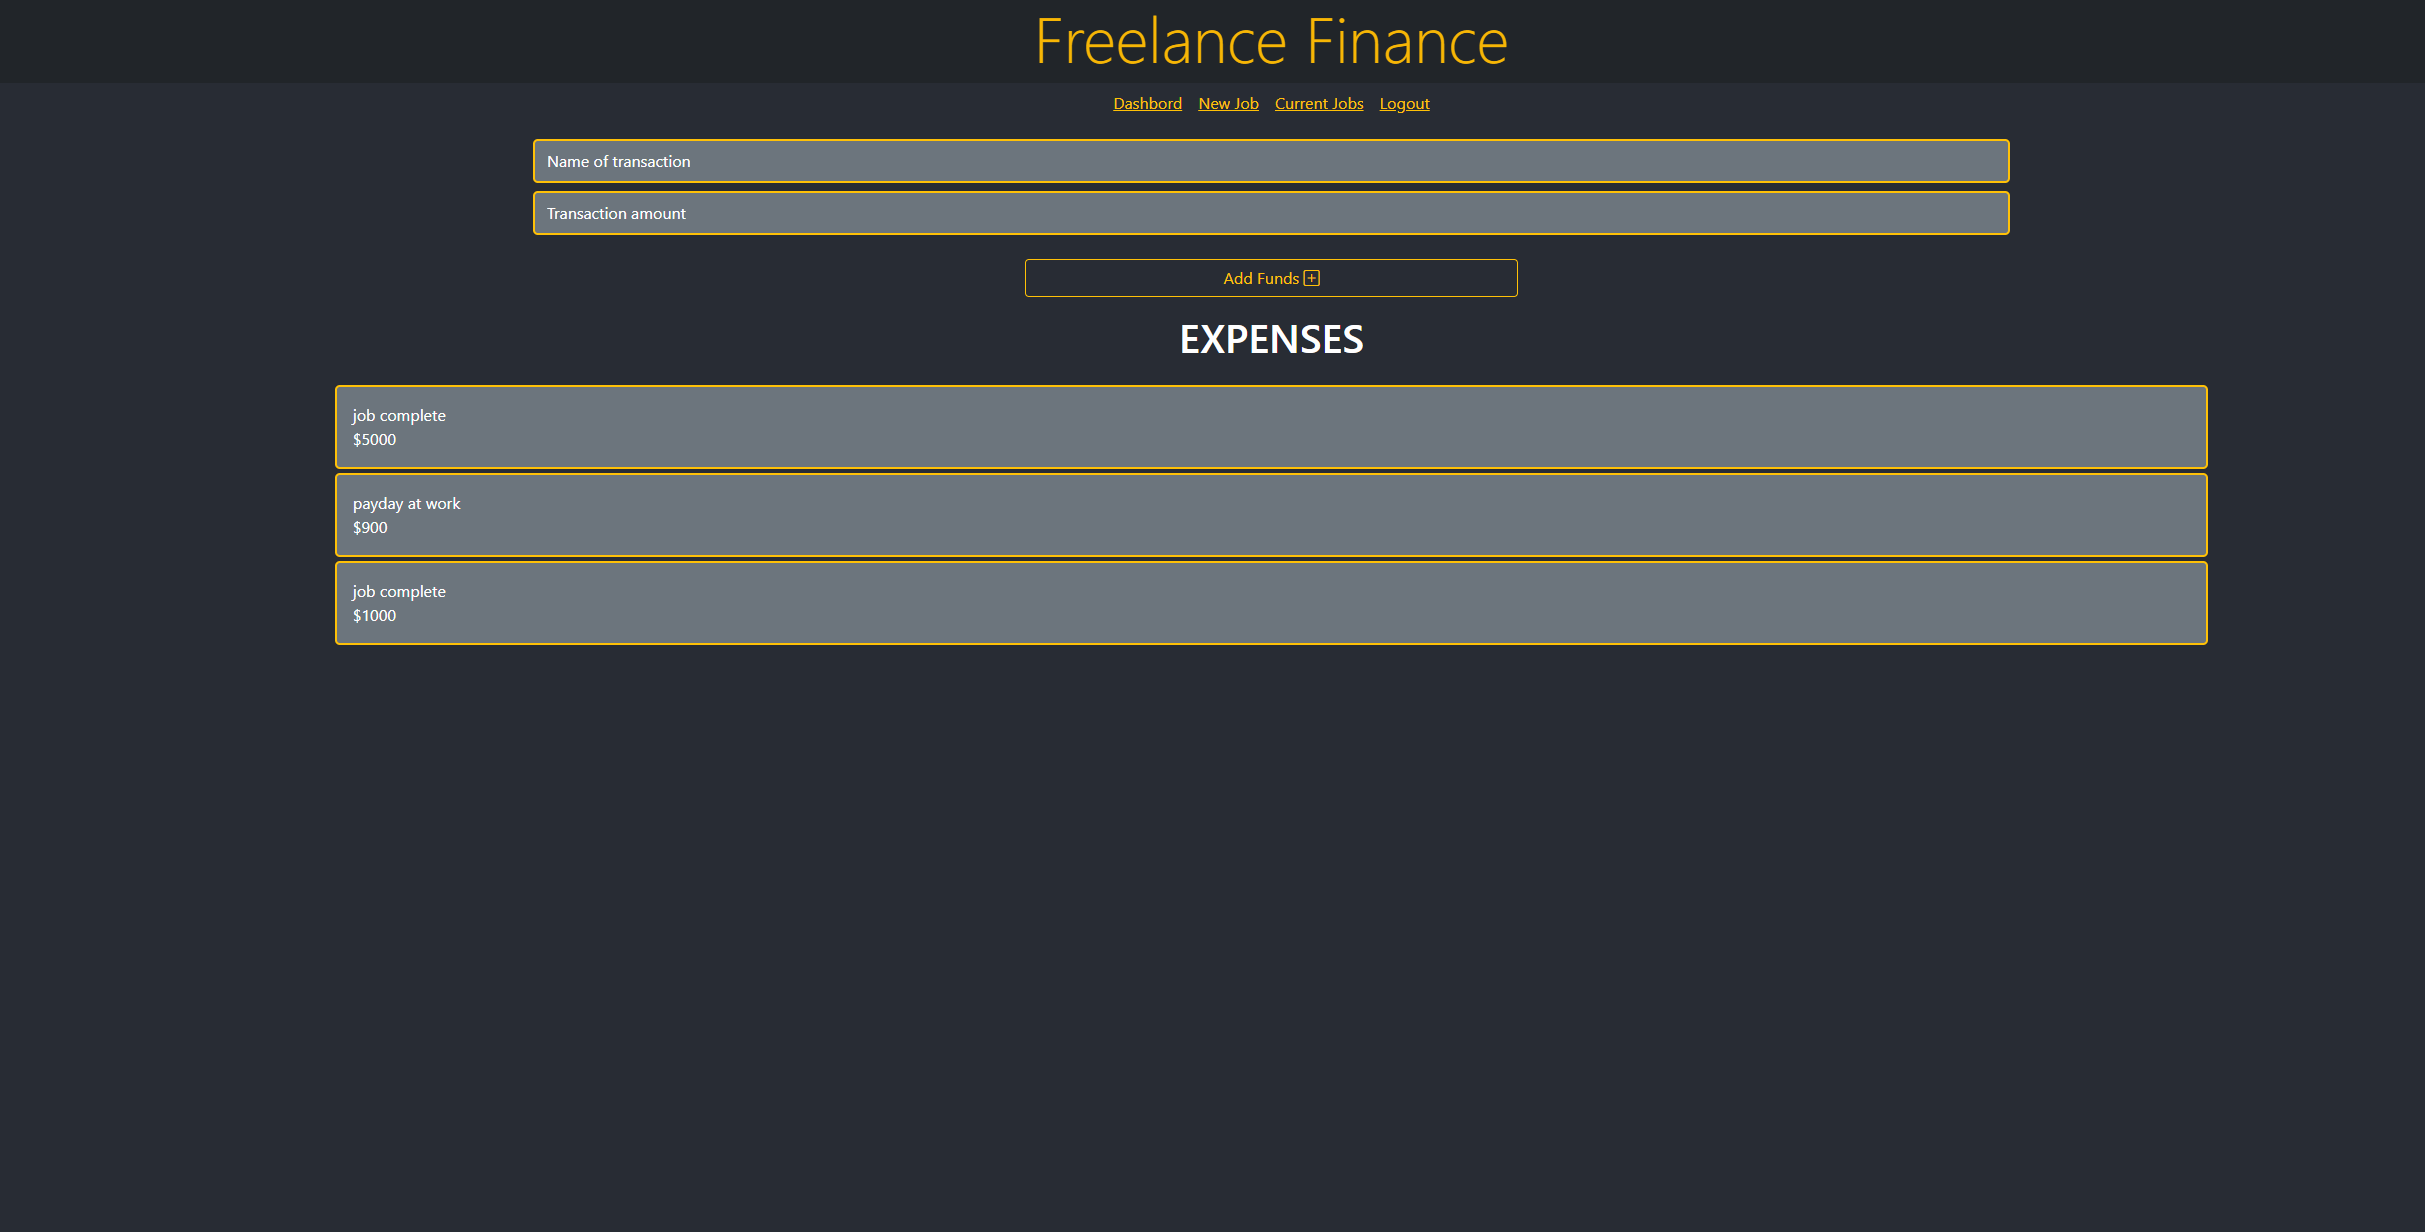 Freelance Finance
Dashbord New Job Current Jobs Logout
Name of transaction
Transaction amount
Add Funds
EXPENSES
job complete
$5000
payday at work
$900
job complete
$1000